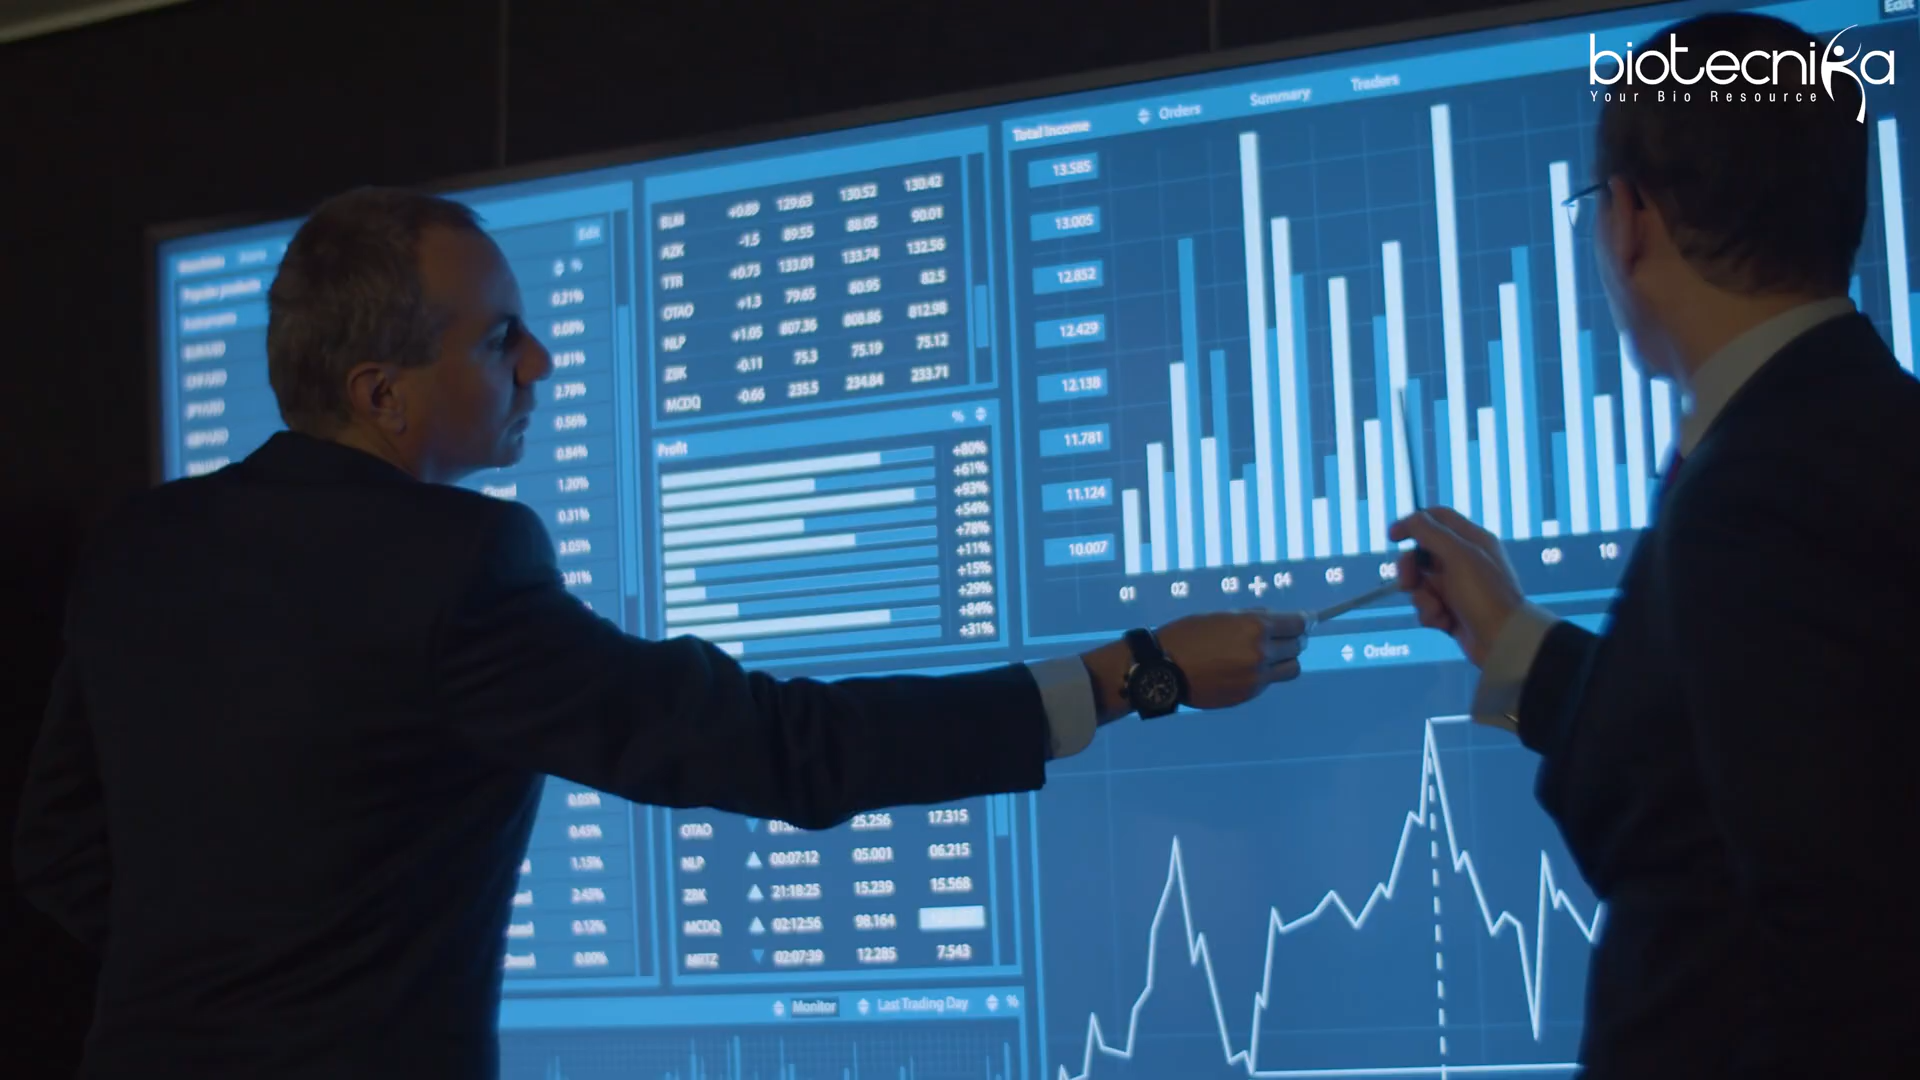 biotecnika
Your Bio Resource
Edit
Total Income
Orders
Summary
Traders
13.585
13.005
12.852
12.429
12.138
11.781
11.124
10.007
01 02 03 04 05 06 09 10
Edit
%
0.21%
0.08%
0.81%
2.78%
0.56%
0.84%
Closed 1.20%
0.31%
3.05%
0.05%
0.45%
1.15%
2.45%
0.12%
0.00%
Popular products
BLM +0.89 129.63 130.52 130.42
AZK -1.5 89.55 88.05 90.01
TTR +0.73 133.01 133.74 132.56
OTAO +1.3 79.65 80.95 82.5
NLP +1.05 807.36 808.86 812.98
ZBK -0.11 75.3 75.19 75.12
MCDQ -0.66 235.5 234.84 233.71
Profit
%
+80%
+61%
+93%
+54%
+78%
+11%
+15%
+29%
+84%
+31%
Orders
OTAO 25.256 17.315
NLP 00:07:12 05.001 06.215
ZBK 21:18:25 15.239 15.568
MCDQ 02:12:56 98.164
MRTZ 02:07:39 12.285 7.543
Monitor
Last Trading Day
%